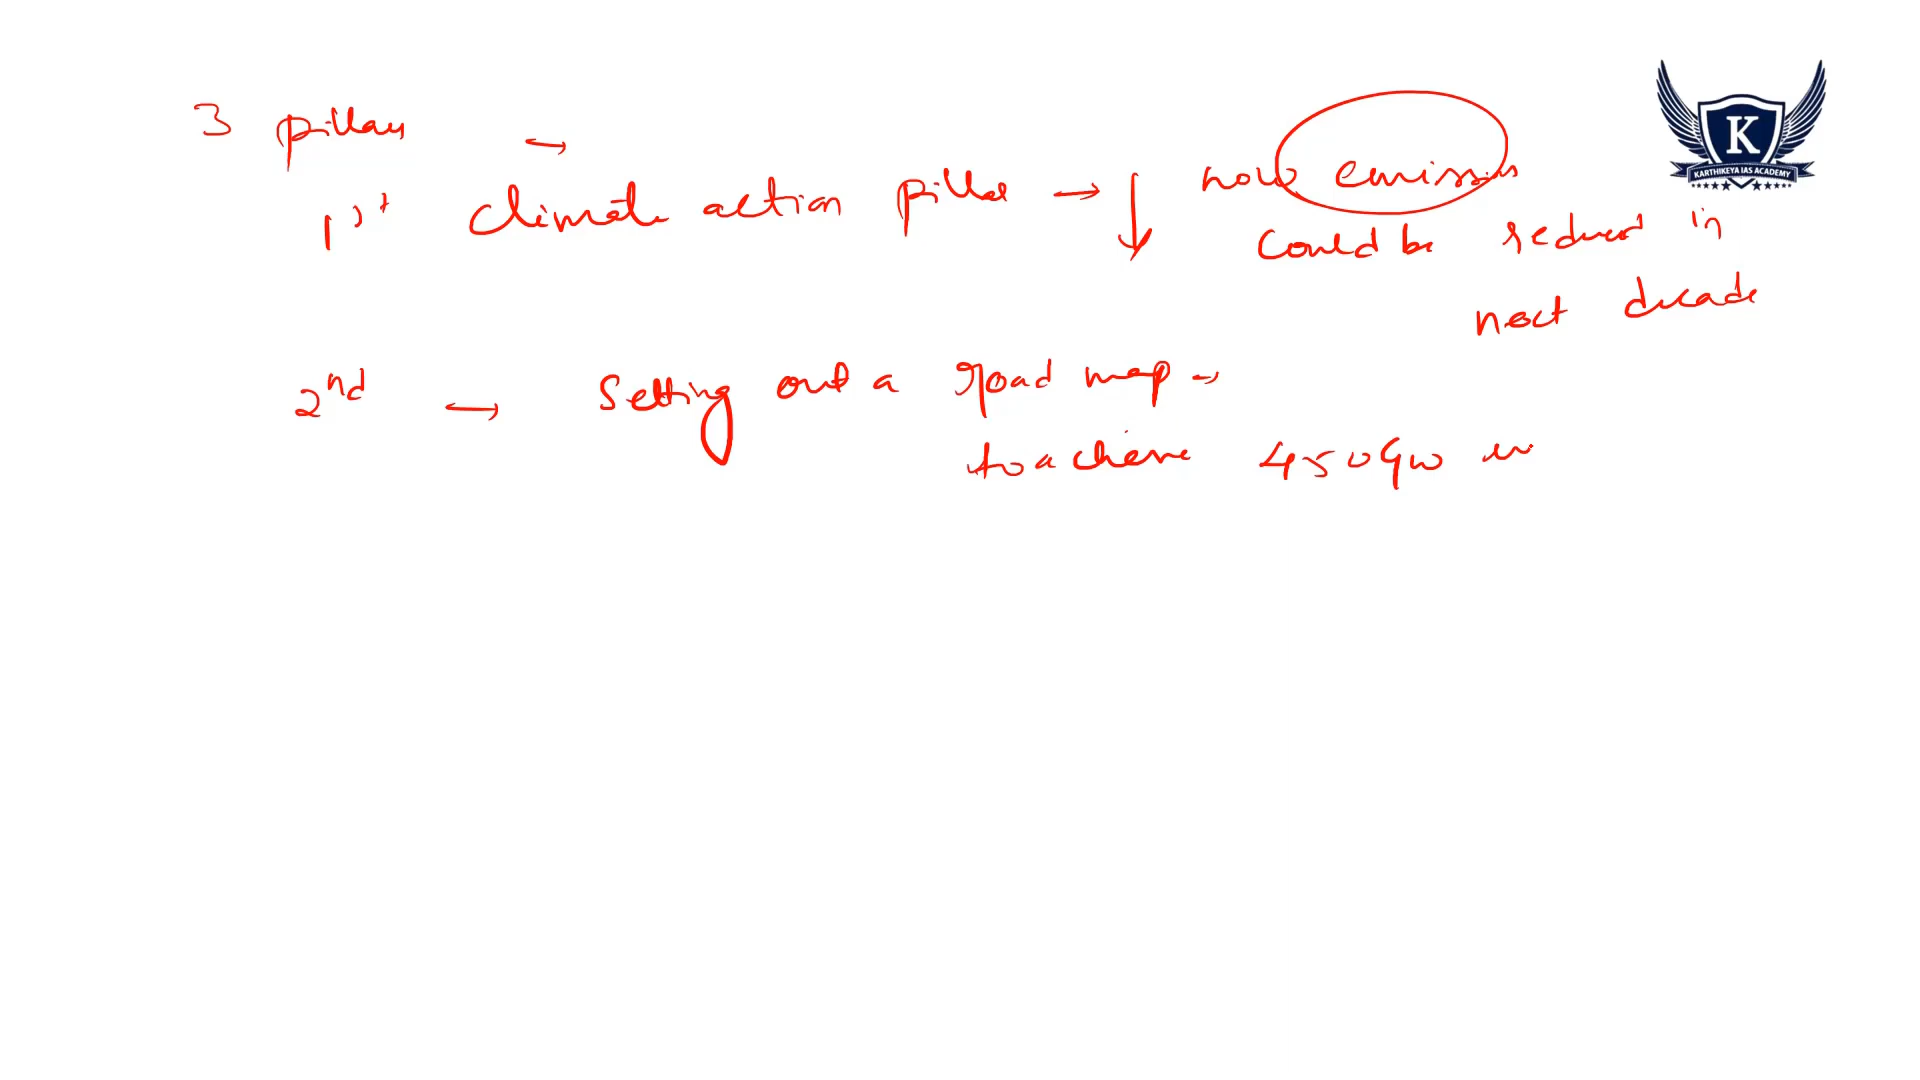 3 pillars →
1st climate action pillar → ↓ how emissions
could be reduced in
next decade
2nd → Setting out a road map →
to achieve 450GW
K
KARTHIKEYA IAS ACADEMY